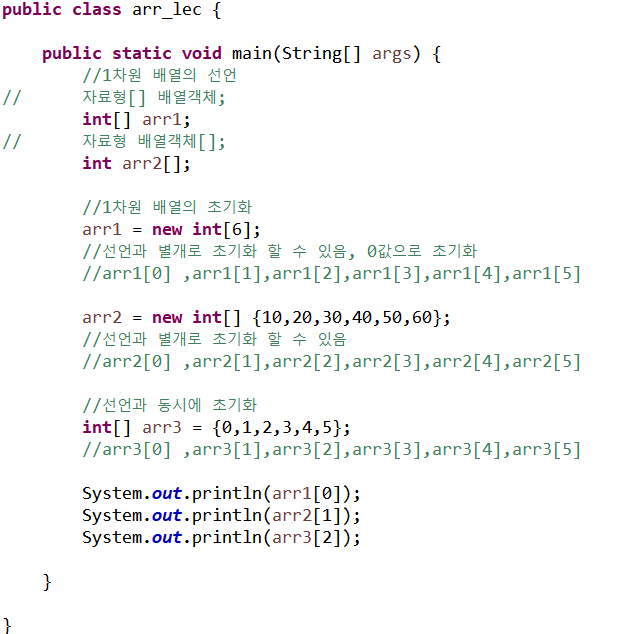 public class arr_lec {
public static void main(String[] args) {
//1차원 배열의 선언
// 자료형[] 배열객체;
int[] arr1;
// 자료형 배열객체[];
int arr2[];
//1차원 배열의 초기화
arr1 = new int[6];
//선언과 별개로 초기화 할 수 있음, 0값으로 초기화
//arr1[0] ,arr1[1],arr1[2],arr1[3],arr1[4],arr1[5]
arr2 = new int[] {10,20,30,40,50,60};
//선언과 별개로 초기화 할 수 있음
//arr2[0] ,arr2[1],arr2[2],arr2[3],arr2[4],arr2[5]
//선언과 동시에 초기화
int[] arr3 = {0,1,2,3,4,5};
//arr3[0] ,arr3[1],arr3[2],arr3[3],arr3[4],arr3[5]
System.out.println(arr1[0]);
System.out.println(arr2[1]);
System.out.println(arr3[2]);
}
}